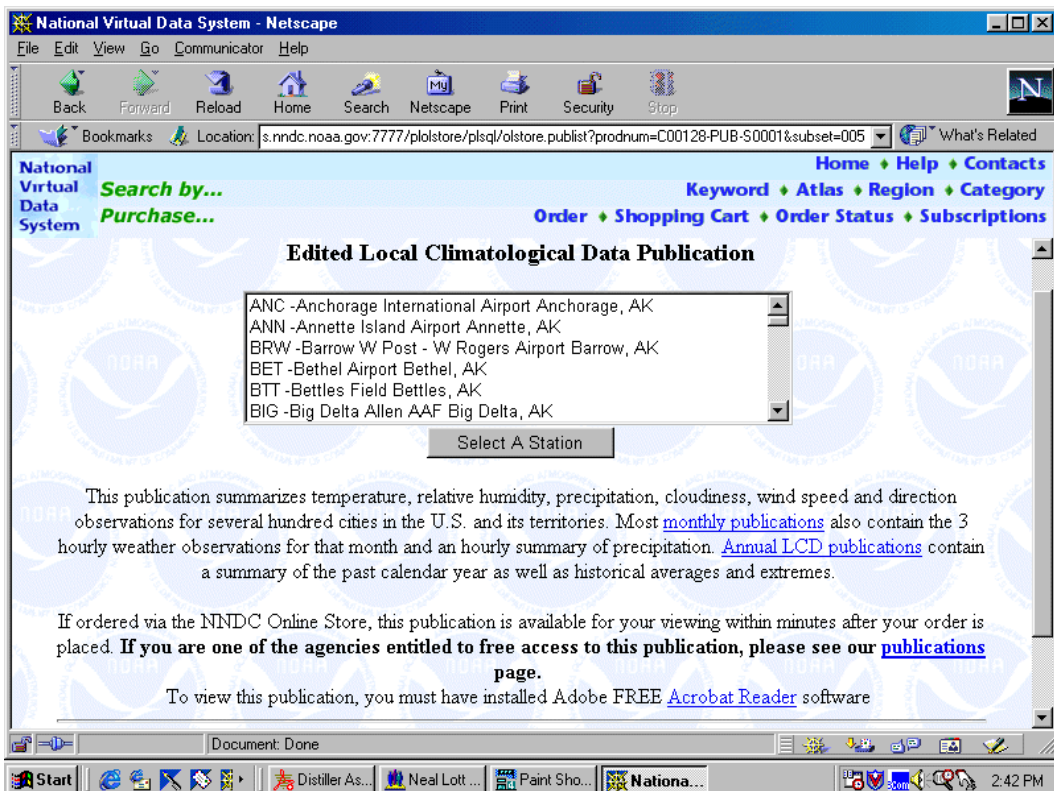 National Virtual Data System - Netscape
File Edit View Go Communicator Help
My
N
Back Forward Reload Home Search Netscape Print Security Stop
Bookmarks Location: s.nndc.noaa.gov:7777/plolstore/plsql/olstore.publist?prodnum=C00128-PUB-S0001&subset=005 What's Related
National Virtual Data System
Home Help Contacts
Search by... Keyword Atlas Region Category
Purchase... Order Shopping Cart Order Status Subscriptions
Edited Local Climatological Data Publication
ANC -Anchorage International Airport Anchorage, AK
ANN -Annette Island Airport Annette, AK
BRW -Barrow W Post - W Rogers Airport Barrow, AK
BET -Bethel Airport Bethel, AK
BTT -Bettles Field Bettles, AK
BIG -Big Delta Allen AAF Big Delta, AK
Select A Station
This publication summarizes temperature, relative humidity, precipitation, cloudiness, wind speed and direction
observations for several hundred cities in the U.S. and its territories. Most monthly publications also contain the 3
hourly weather observations for that month and an hourly summary of precipitation. Annual LCD publications contain
a summary of the past calendar year as well as historical averages and extremes.
If ordered via the NNDC Online Store, this publication is available for your viewing within minutes after your order is
placed. If you are one of the agencies entitled to free access to this publication, please see our publications
page.
To view this publication, you must have installed Adobe FREE Acrobat Reader software
Document: Done
Start Distiller As... Neal Lott ... Paint Sho... Nationa... .com 2:42 PM